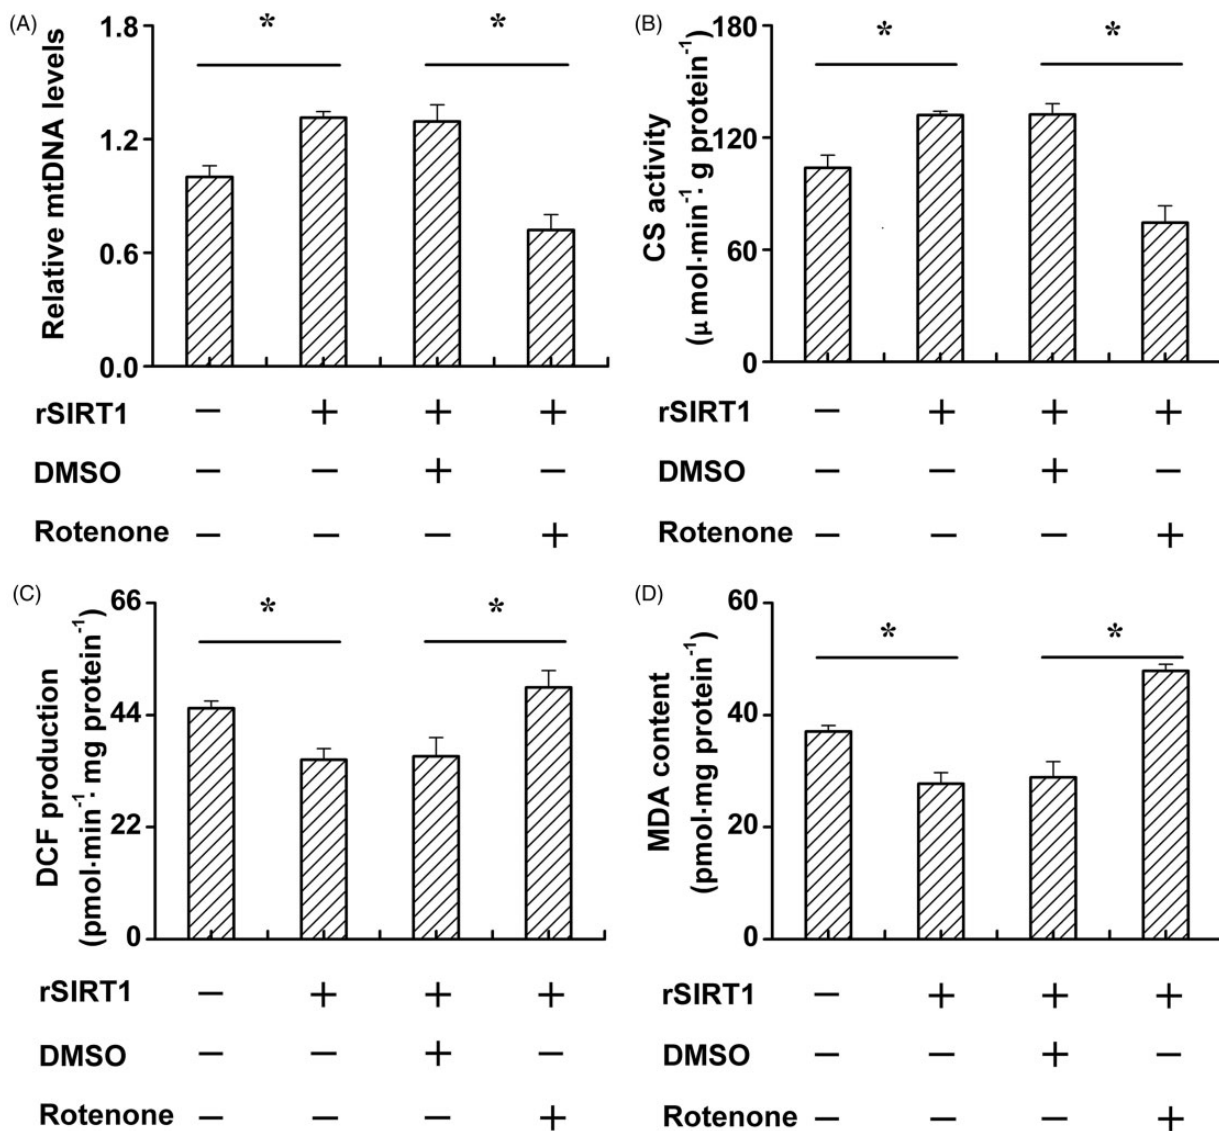 (A)
Relative mtDNA levels
1.8
1.2
0.6
0.0
* *
rSIRT1 − + + +
DMSO − − + −
Rotenone − − − +
(B)
CS activity
(μmol·min⁻¹· g protein⁻¹)
180
120
60
0
* *
rSIRT1 − + + +
DMSO − − + −
Rotenone − − − +
(C)
DCF production
(pmol·min⁻¹· mg protein⁻¹)
66
44
22
0
* *
rSIRT1 − + + +
DMSO − − + −
Rotenone − − − +
(D)
MDA content
(pmol·mg protein⁻¹)
60
40
20
0
* *
rSIRT1 − + + +
DMSO − − + −
Rotenone − − − +